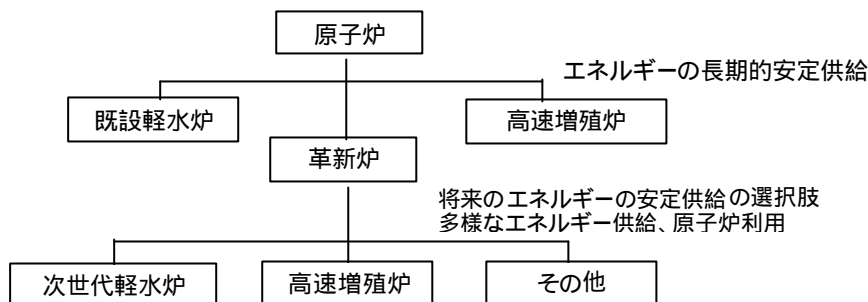 原子炉
エネルギーの長期的安定供給
既設軽水炉
高速増殖炉
革新炉
将来のエネルギーの安定供給の選択肢
多様なエネルギー供給、原子炉利用
次世代軽水炉
高速増殖炉
その他